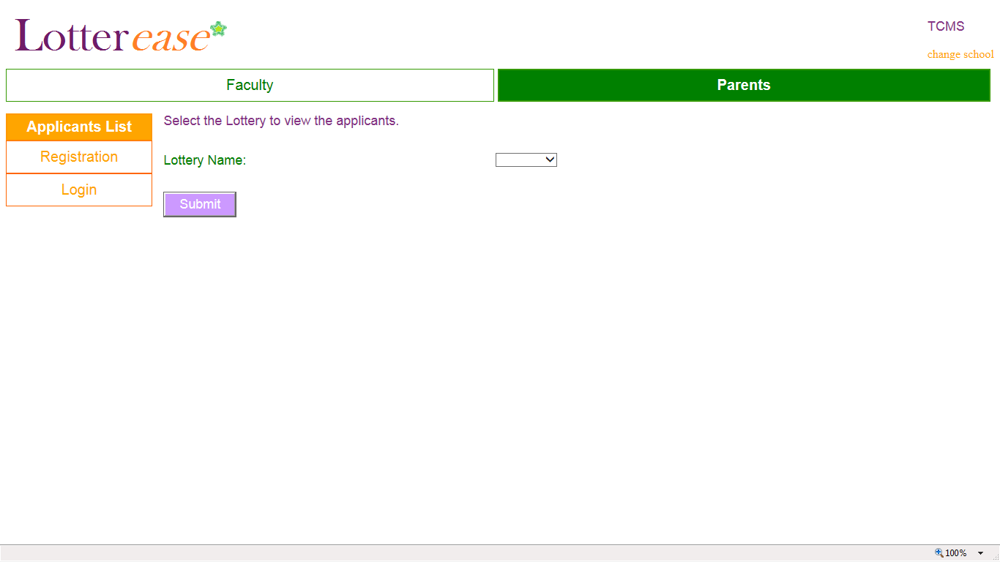 Lotterease
TCMS
change school
Faculty
Parents
Applicants List
Registration
Login
Select the Lottery to view the applicants.
Lottery Name:
Submit
100%